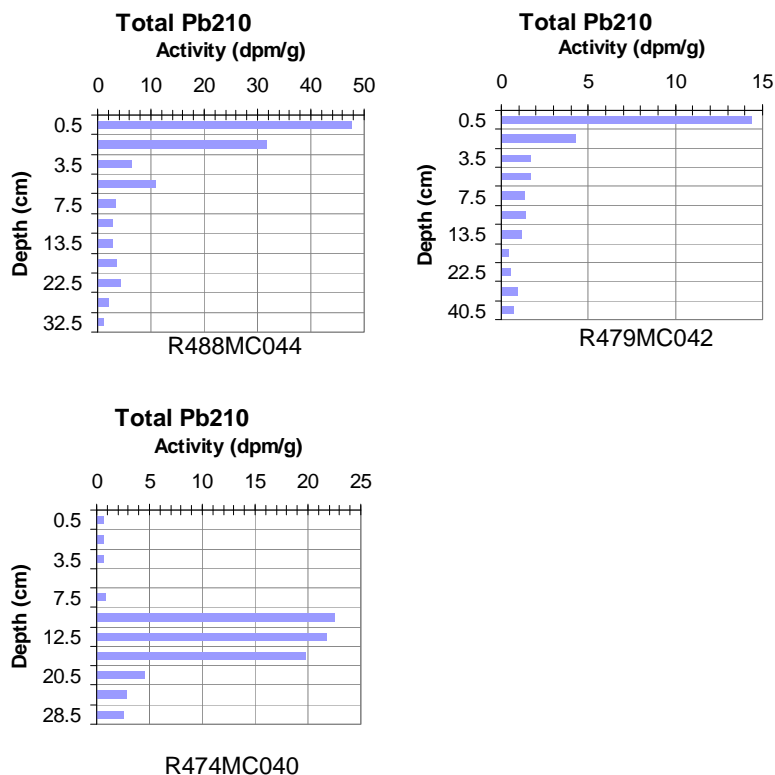 Total Pb210
Activity (dpm/g)
0 10 20 30 40 50
Depth (cm)
0.5
3.5
7.5
13.5
22.5
32.5
R488MC044
Total Pb210
Activity (dpm/g)
0 5 10 15
Depth (cm)
0.5
3.5
7.5
13.5
22.5
40.5
R479MC042
Total Pb210
Activity (dpm/g)
0 5 10 15 20 25
Depth (cm)
0.5
3.5
7.5
12.5
20.5
28.5
R474MC040